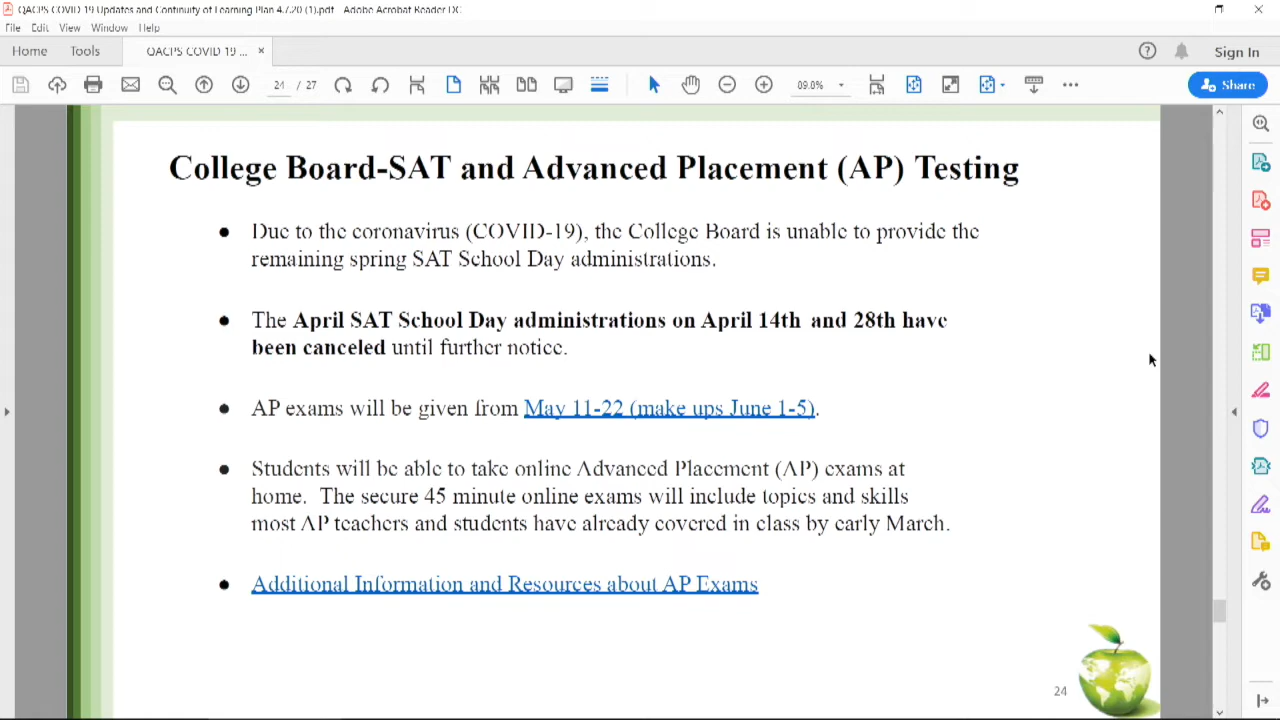 QACPS COVID 19 Updates and Continuity of Learning Plan 4.7.20 (1).pdf - Adobe Acrobat Reader DC
File Edit View Window Help
Home Tools QACPS COVID 19 ... × Sign In
24 / 27 89.8% Share
College Board-SAT and Advanced Placement (AP) Testing
● Due to the coronavirus (COVID-19), the College Board is unable to provide the
remaining spring SAT School Day administrations.
● The April SAT School Day administrations on April 14th and 28th have
been canceled until further notice.
● AP exams will be given from May 11-22 (make ups June 1-5).
● Students will be able to take online Advanced Placement (AP) exams at
home. The secure 45 minute online exams will include topics and skills
most AP teachers and students have already covered in class by early March.
● Additional Information and Resources about AP Exams
24